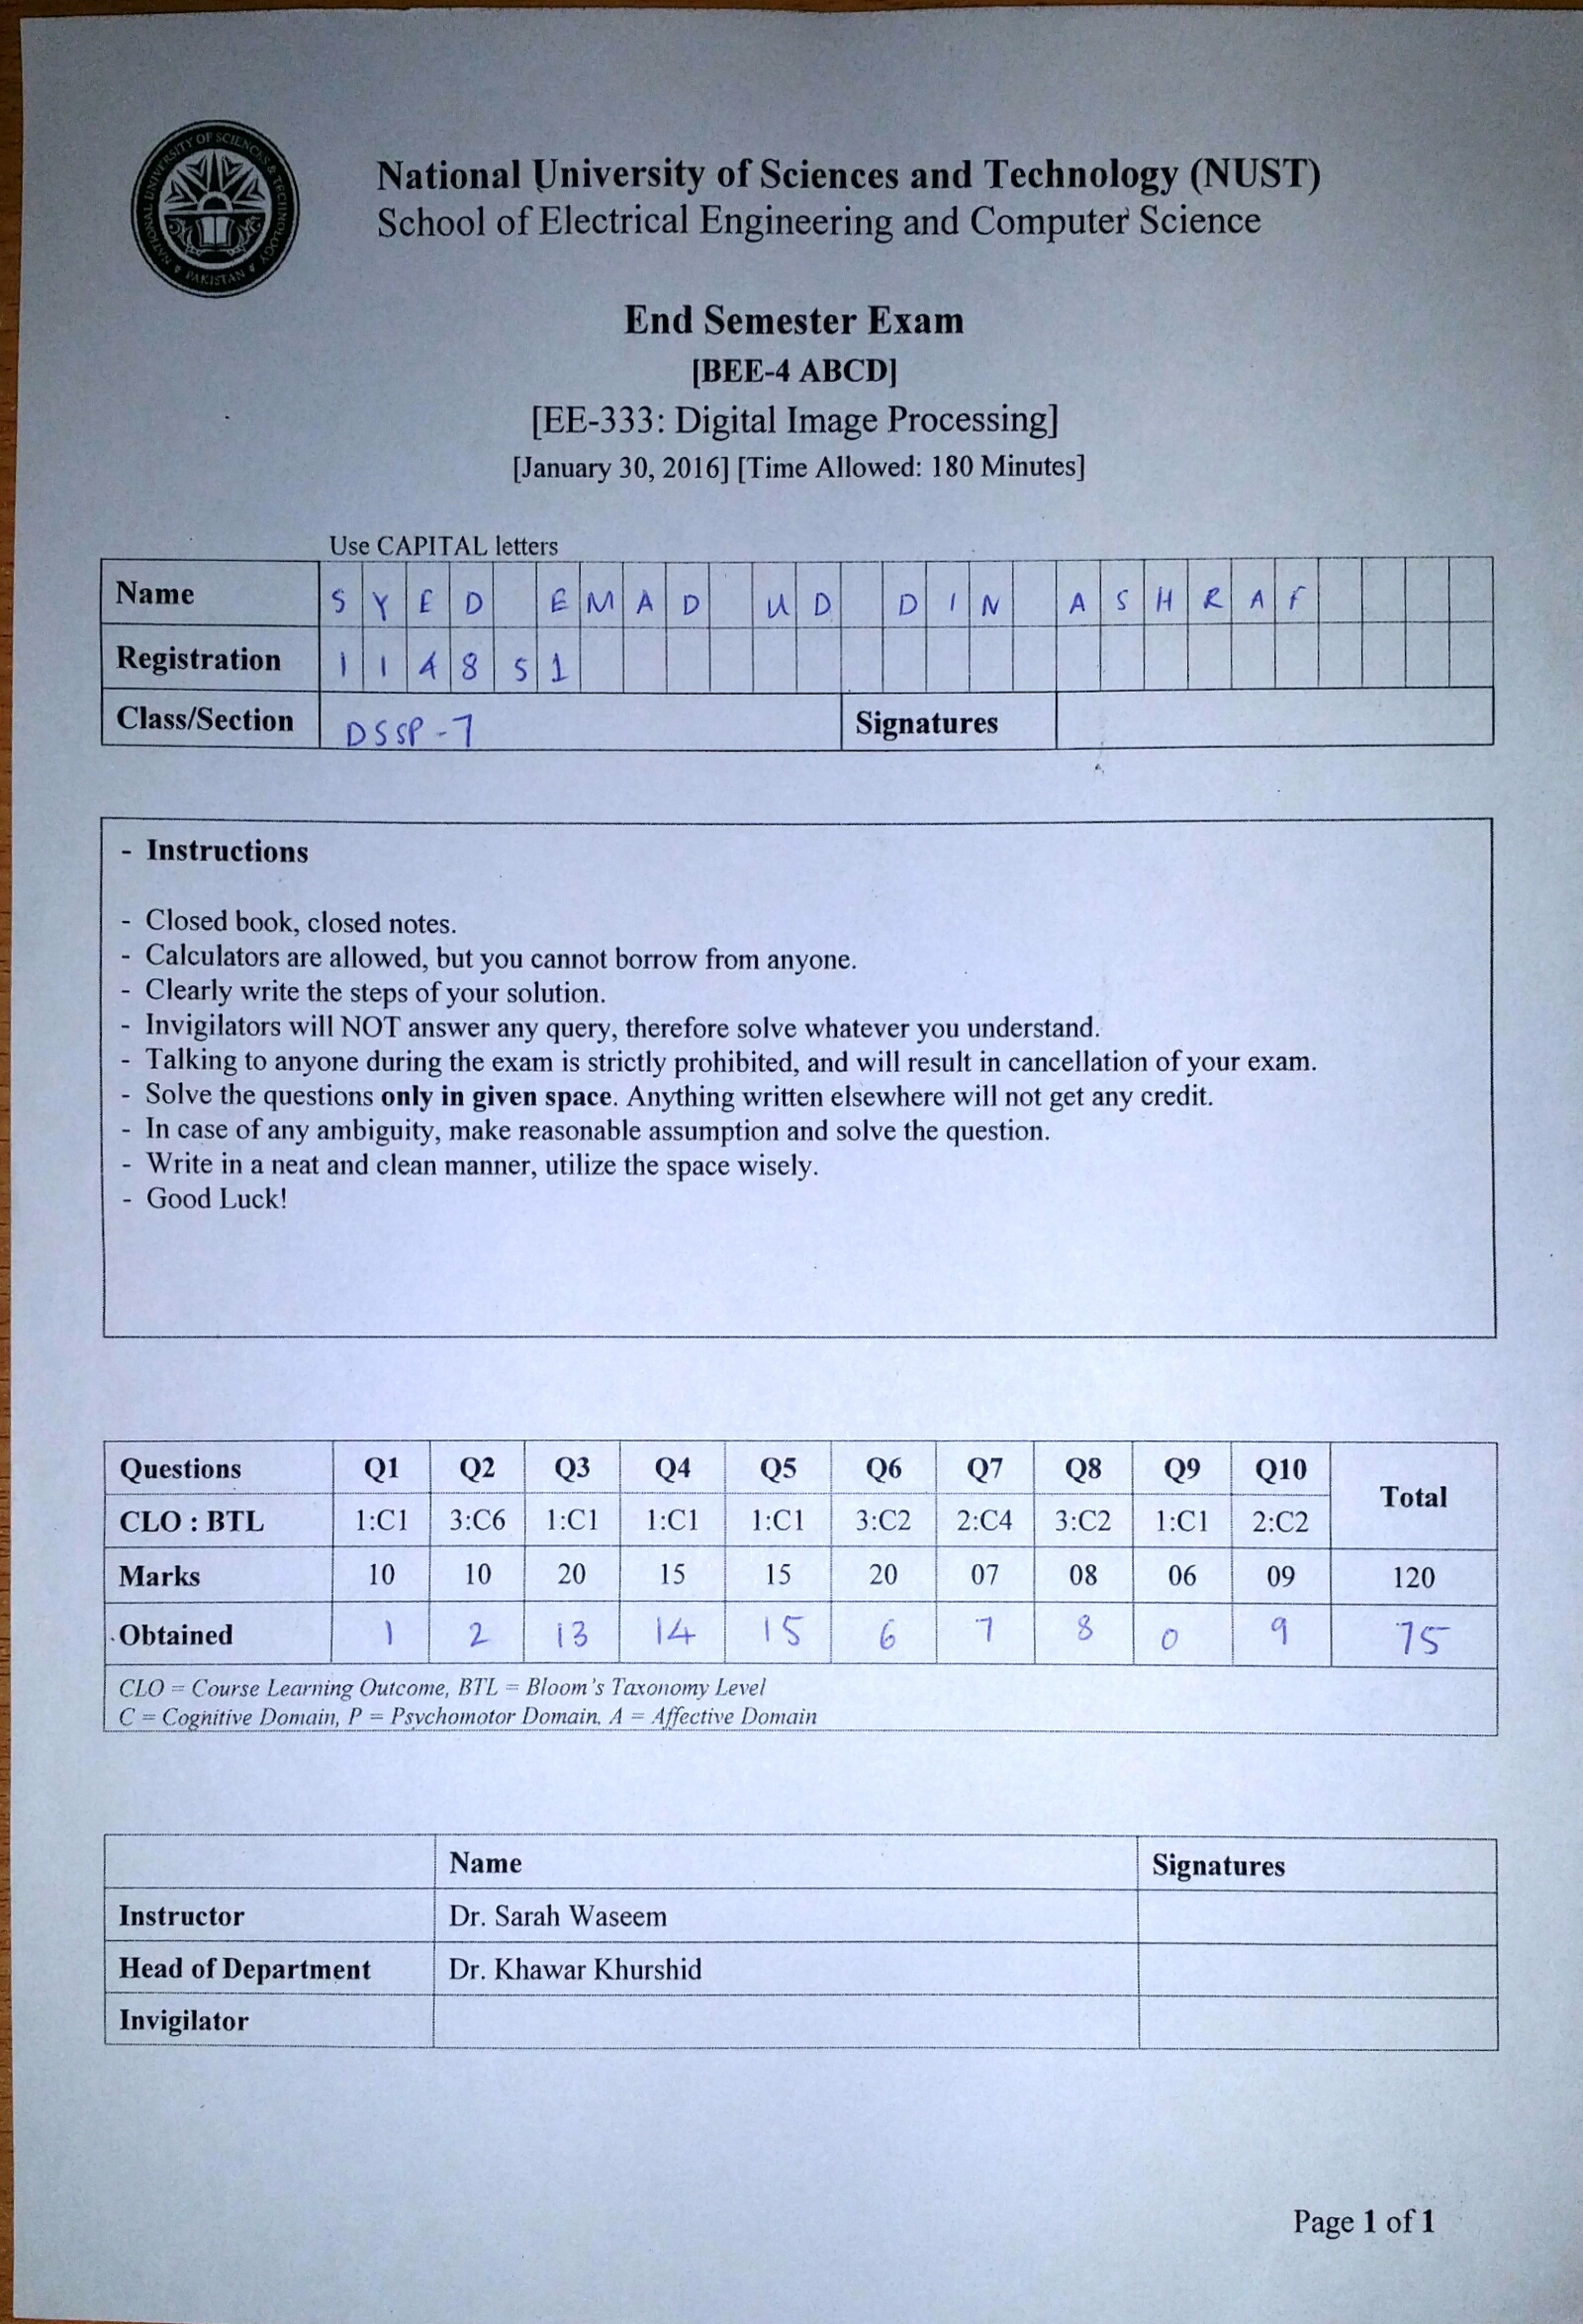 NATIONAL UNIVERSITY OF SCIENCES & TECHNOLOGY
PAKISTAN
National University of Sciences and Technology (NUST)
School of Electrical Engineering and Computer Science
End Semester Exam
[BEE-4 ABCD]
[EE-333: Digital Image Processing]
[January 30, 2016] [Time Allowed: 180 Minutes]
Use CAPITAL letters
Name SYED EMAD UD DIN ASHRAF
Registration 114851
Class/Section DSSP-7 Signatures
- Instructions
- Closed book, closed notes.
- Calculators are allowed, but you cannot borrow from anyone.
- Clearly write the steps of your solution.
- Invigilators will NOT answer any query, therefore solve whatever you understand.
- Talking to anyone during the exam is strictly prohibited, and will result in cancellation of your exam.
- Solve the questions only in given space. Anything written elsewhere will not get any credit.
- In case of any ambiguity, make reasonable assumption and solve the question.
- Write in a neat and clean manner, utilize the space wisely.
- Good Luck!
Questions Q1 Q2 Q3 Q4 Q5 Q6 Q7 Q8 Q9 Q10 Total
CLO : BTL 1:C1 3:C6 1:C1 1:C1 1:C1 3:C2 2:C4 3:C2 1:C1 2:C2
Marks 10 10 20 15 15 20 07 08 06 09 120
Obtained 1 2 13 14 15 6 7 8 0 9 75
CLO = Course Learning Outcome, BTL = Bloom's Taxonomy Level
C = Cognitive Domain, P = Psychomotor Domain, A = Affective Domain
Name Signatures
Instructor Dr. Sarah Waseem
Head of Department Dr. Khawar Khurshid
Invigilator
Page 1 of 1